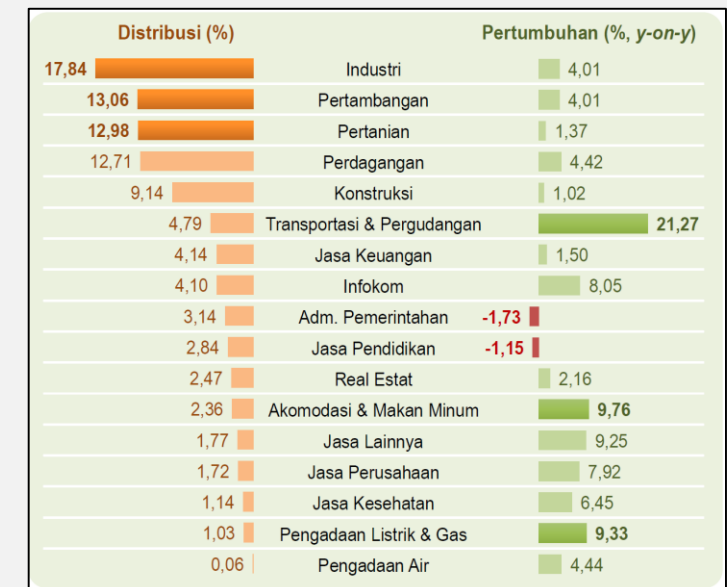 Distribusi (%) Pertumbuhan (%, y-on-y)
17,84 Industri 4,01
13,06 Pertambangan 4,01
12,98 Pertanian 1,37
12,71 Perdagangan 4,42
9,14 Konstruksi 1,02
4,79 Transportasi & Pergudangan 21,27
4,14 Jasa Keuangan 1,50
4,10 Infokom 8,05
3,14 Adm. Pemerintahan -1,73
2,84 Jasa Pendidikan -1,15
2,47 Real Estat 2,16
2,36 Akomodasi & Makan Minum 9,76
1,77 Jasa Lainnya 9,25
1,72 Jasa Perusahaan 7,92
1,14 Jasa Kesehatan 6,45
1,03 Pengadaan Listrik & Gas 9,33
0,06 Pengadaan Air 4,44